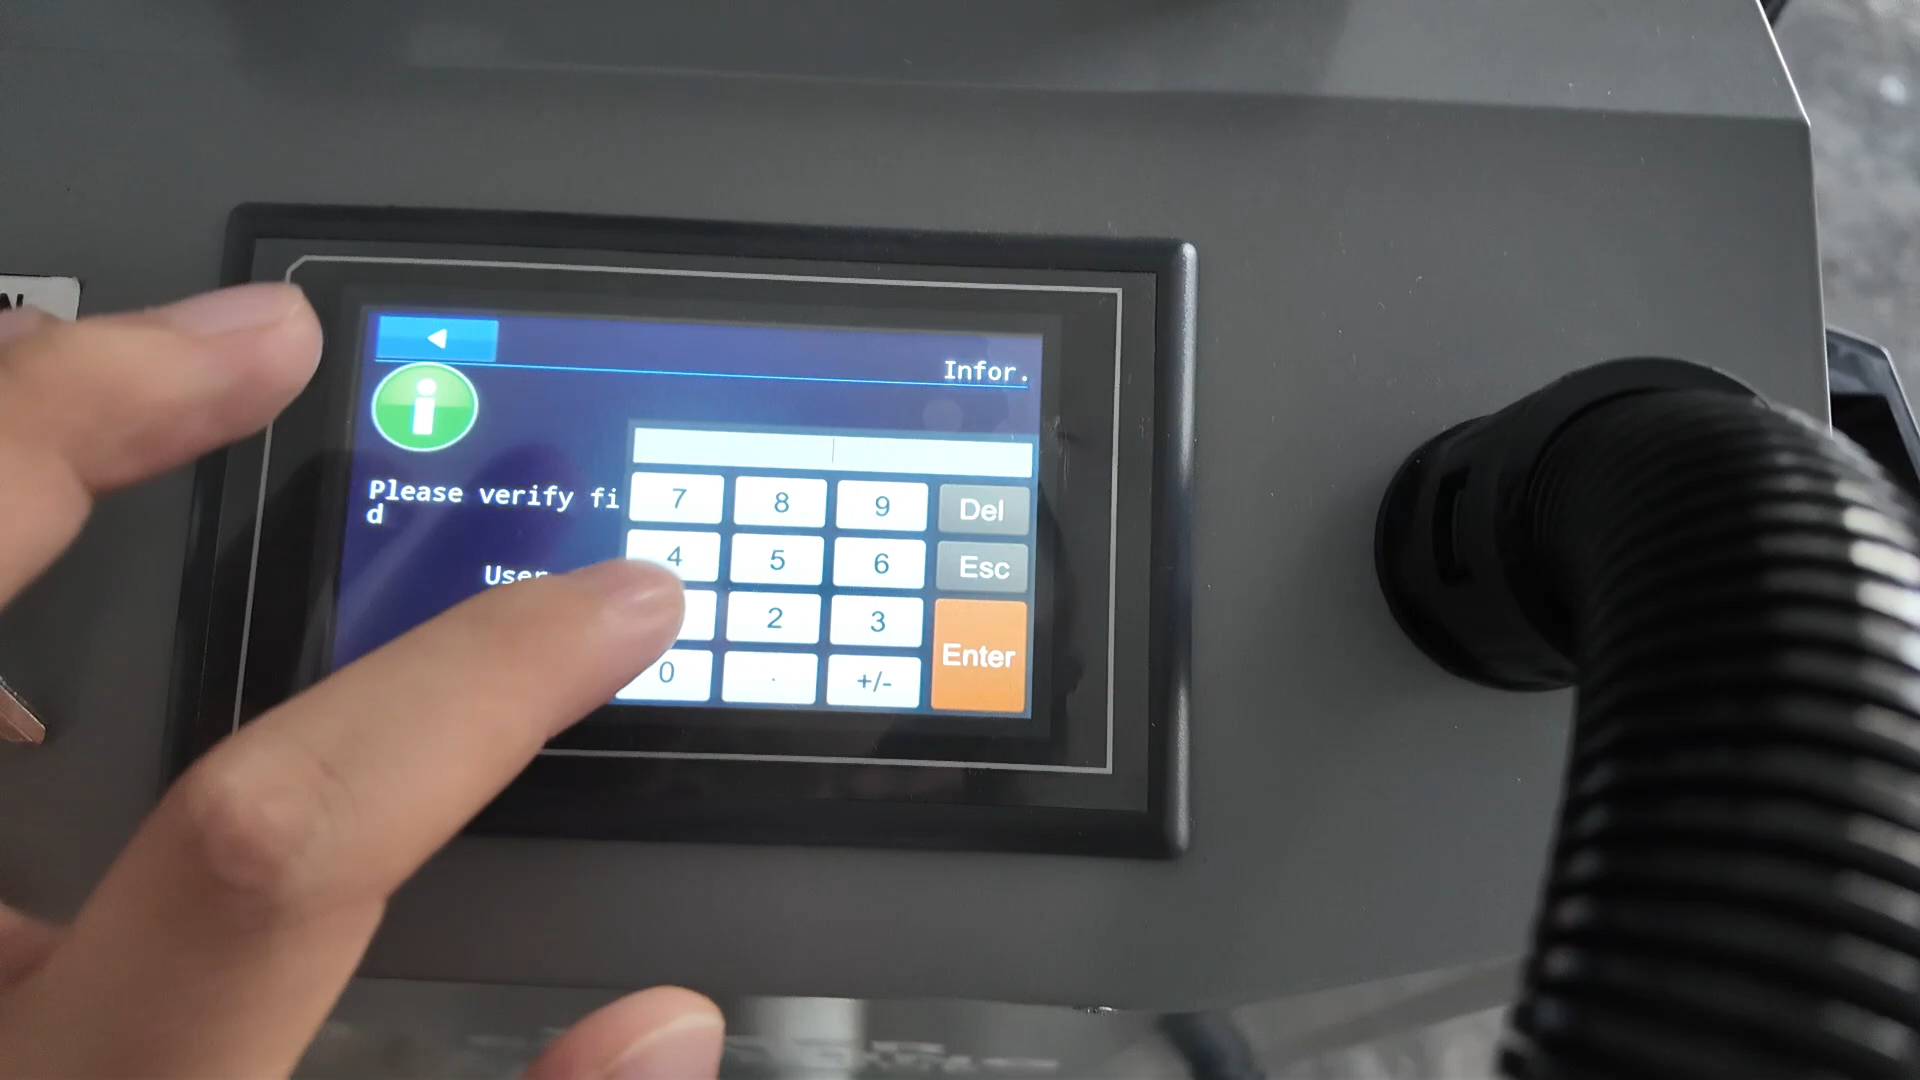 N
Infor.
Please verify fi
d
User
7 8 9 Del
4 5 6 Esc
2 3
Enter
0 . +/-